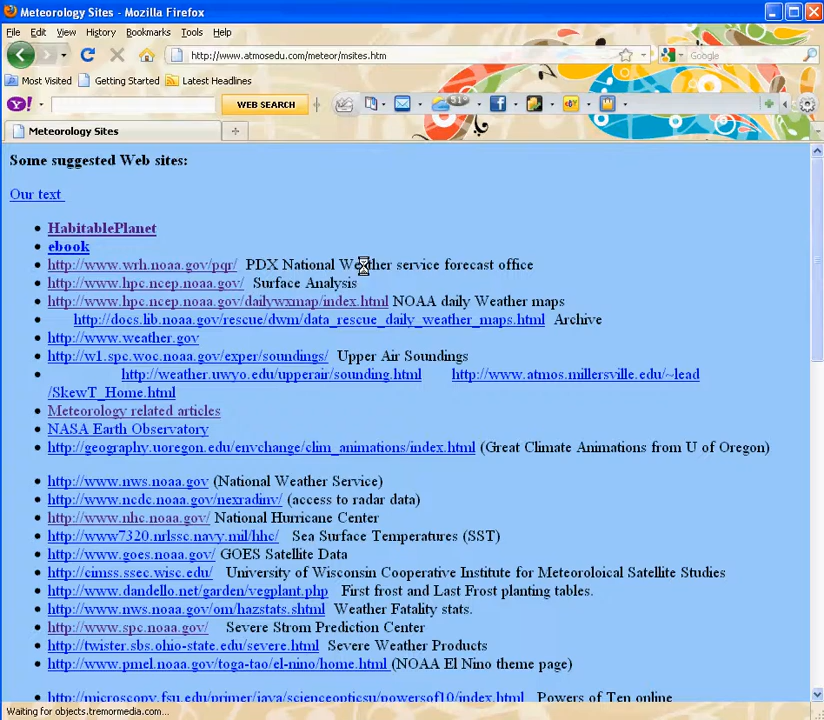 Meteorology Sites - Mozilla Firefox
File Edit View History Bookmarks Tools Help
http://www.atmosedu.com/meteor/msites.htm Google
Most Visited Getting Started Latest Headlines
Y! WEB SEARCH 51°
Meteorology Sites
Some suggested Web sites:
Our text
HabitablePlanet
ebook
http://www.wrh.noaa.gov/pqr/ PDX National Weather service forecast office
http://www.hpc.ncep.noaa.gov/ Surface Analysis
http://www.hpc.ncep.noaa.gov/dailywxmap/index.html NOAA daily Weather maps
http://docs.lib.noaa.gov/rescue/dwm/data_rescue_daily_weather_maps.html Archive
http://www.weather.gov
http://w1.spc.woc.noaa.gov/exper/soundings/ Upper Air Soundings
http://weather.uwyo.edu/upperair/sounding.html http://www.atmos.millersville.edu/~lead
/SkewT_Home.html
Meteorology related articles
NASA Earth Observatory
http://geography.uoregon.edu/envchange/clim_animations/index.html (Great Climate Animations from U of Oregon)
http://www.nws.noaa.gov (National Weather Service)
http://www.ncdc.noaa.gov/nexradinv/ (access to radar data)
http://www.nhc.noaa.gov/ National Hurricane Center
http://www7320.nrlssc.navy.mil/hhc/ Sea Surface Temperatures (SST)
http://www.goes.noaa.gov/ GOES Satellite Data
http://cimss.ssec.wisc.edu/ University of Wisconsin Cooperative Institute for Meteoroloical Satellite Studies
http://www.dandello.net/garden/vegplant.php First frost and Last Frost planting tables.
http://www.nws.noaa.gov/om/hazstats.shtml Weather Fatality stats.
http://www.spc.noaa.gov/ Severe Strom Prediction Center
http://twister.sbs.ohio-state.edu/severe.html Severe Weather Products
http://www.pmel.noaa.gov/toga-tao/el-nino/home.html (NOAA El Nino theme page)
http://microscopy.fsu.edu/primer/java/scienceopticsu/powersof10/index.html Powers of Ten online
Waiting for objects.tremormedia.com...